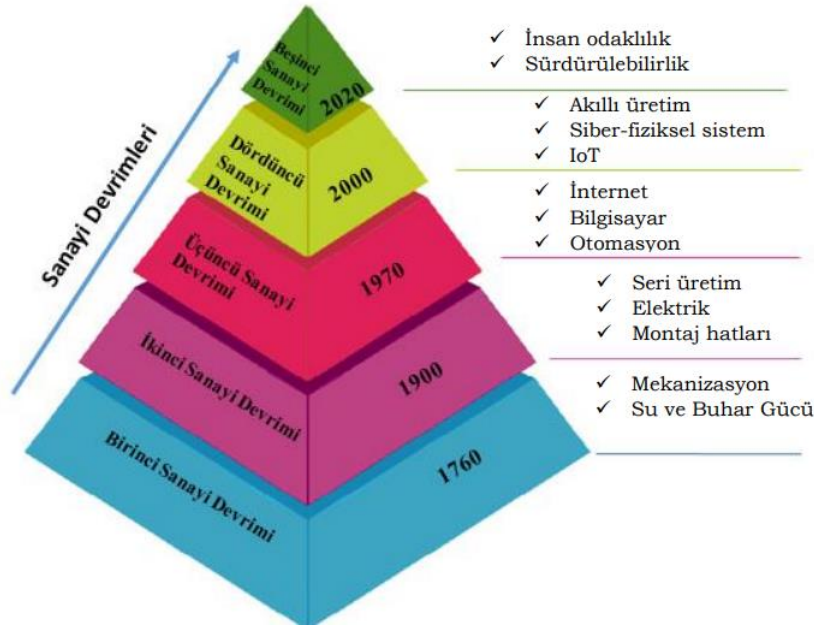 Beşinci
Sanayi
Devrimi
2020
✓ İnsan odaklılık
✓ Sürdürülebilirlik
Dördüncü
Sanayi
Devrimi
2000
✓ Akıllı üretim
✓ Siber-fiziksel sistem
✓ IoT
Üçüncü Sanayi
Devrimi
1970
✓ İnternet
✓ Bilgisayar
✓ Otomasyon
İkinci Sanayi Devrimi
1900
✓ Seri üretim
✓ Elektrik
✓ Montaj hatları
Birinci Sanayi Devrimi
1760
✓ Mekanizasyon
✓ Su ve Buhar Gücü
Sanayi Devrimleri